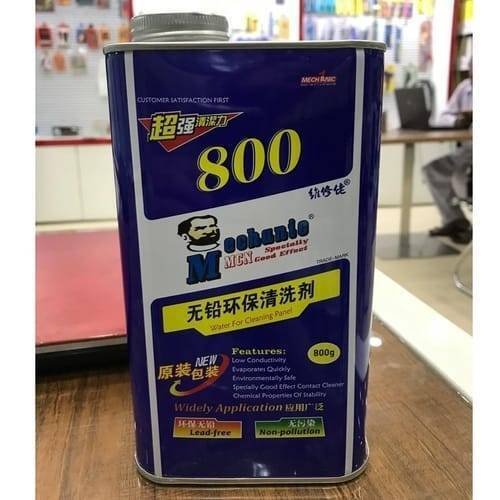 MECHANIC
CUSTOMER SATISFACTION FIRST
超强清洁力
800
维修佬®
Mechanic®
MCN Specially
Good Effect
TRADE-MARK
无铅环保清洗剂
Water For Cleaning Panel
NEW
原装包装
Features:
800g
Low Conductivity
Evaporates Quickly
Environmentally Safe
Specially Good Effect Contact Cleaner
Chemical Properties Of Stability
Widely Application 应用广泛
环保无铅
Lead-free
无污染
Non-pollution